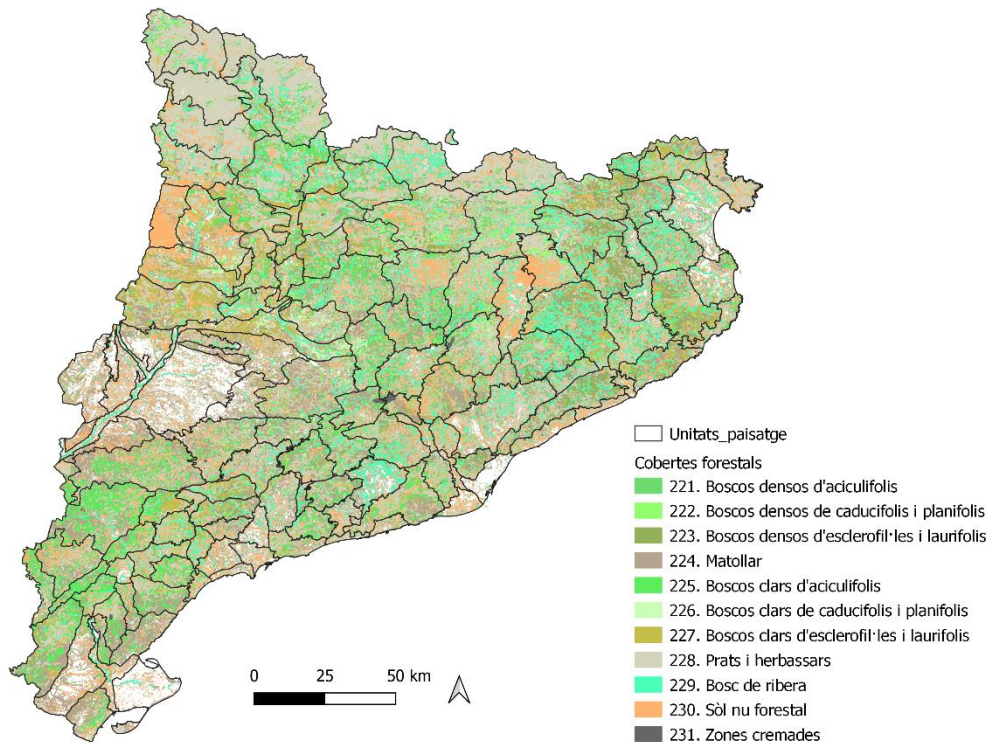 Unitats_paisatge
Cobertes forestals
221. Boscos densos d'aciculifolis
222. Boscos densos de caducifolis i planifolis
223. Boscos densos d'esclerofil·les i laurifolis
224. Matollar
225. Boscos clars d'aciculifolis
226. Boscos clars de caducifolis i planifolis
227. Boscos clars d'esclerofil·les i laurifolis
228. Prats i herbassars
229. Bosc de ribera
230. Sòl nu forestal
231. Zones cremades
0 25 50 km